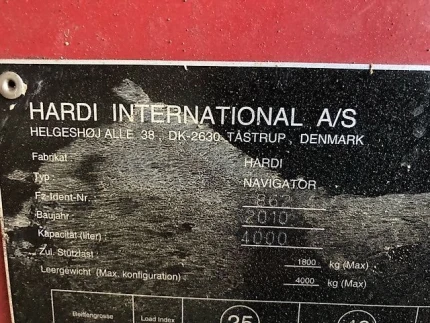 HARDI INTERNATIONAL A/S
HELGESHØJ ALLE 38, DK-2630 TÅSTRUP, DENMARK
Fabrikat: HARDI
Typ: NAVIGATOR
Fz-Ident-Nr.: 862
Baujahr: 2010
Kapazität (liter): 4000
Zul. Stützlast: 1800 kg (Max)
Leergewicht (Max. konfiguration): 4000 kg (Max)
Load Index 25